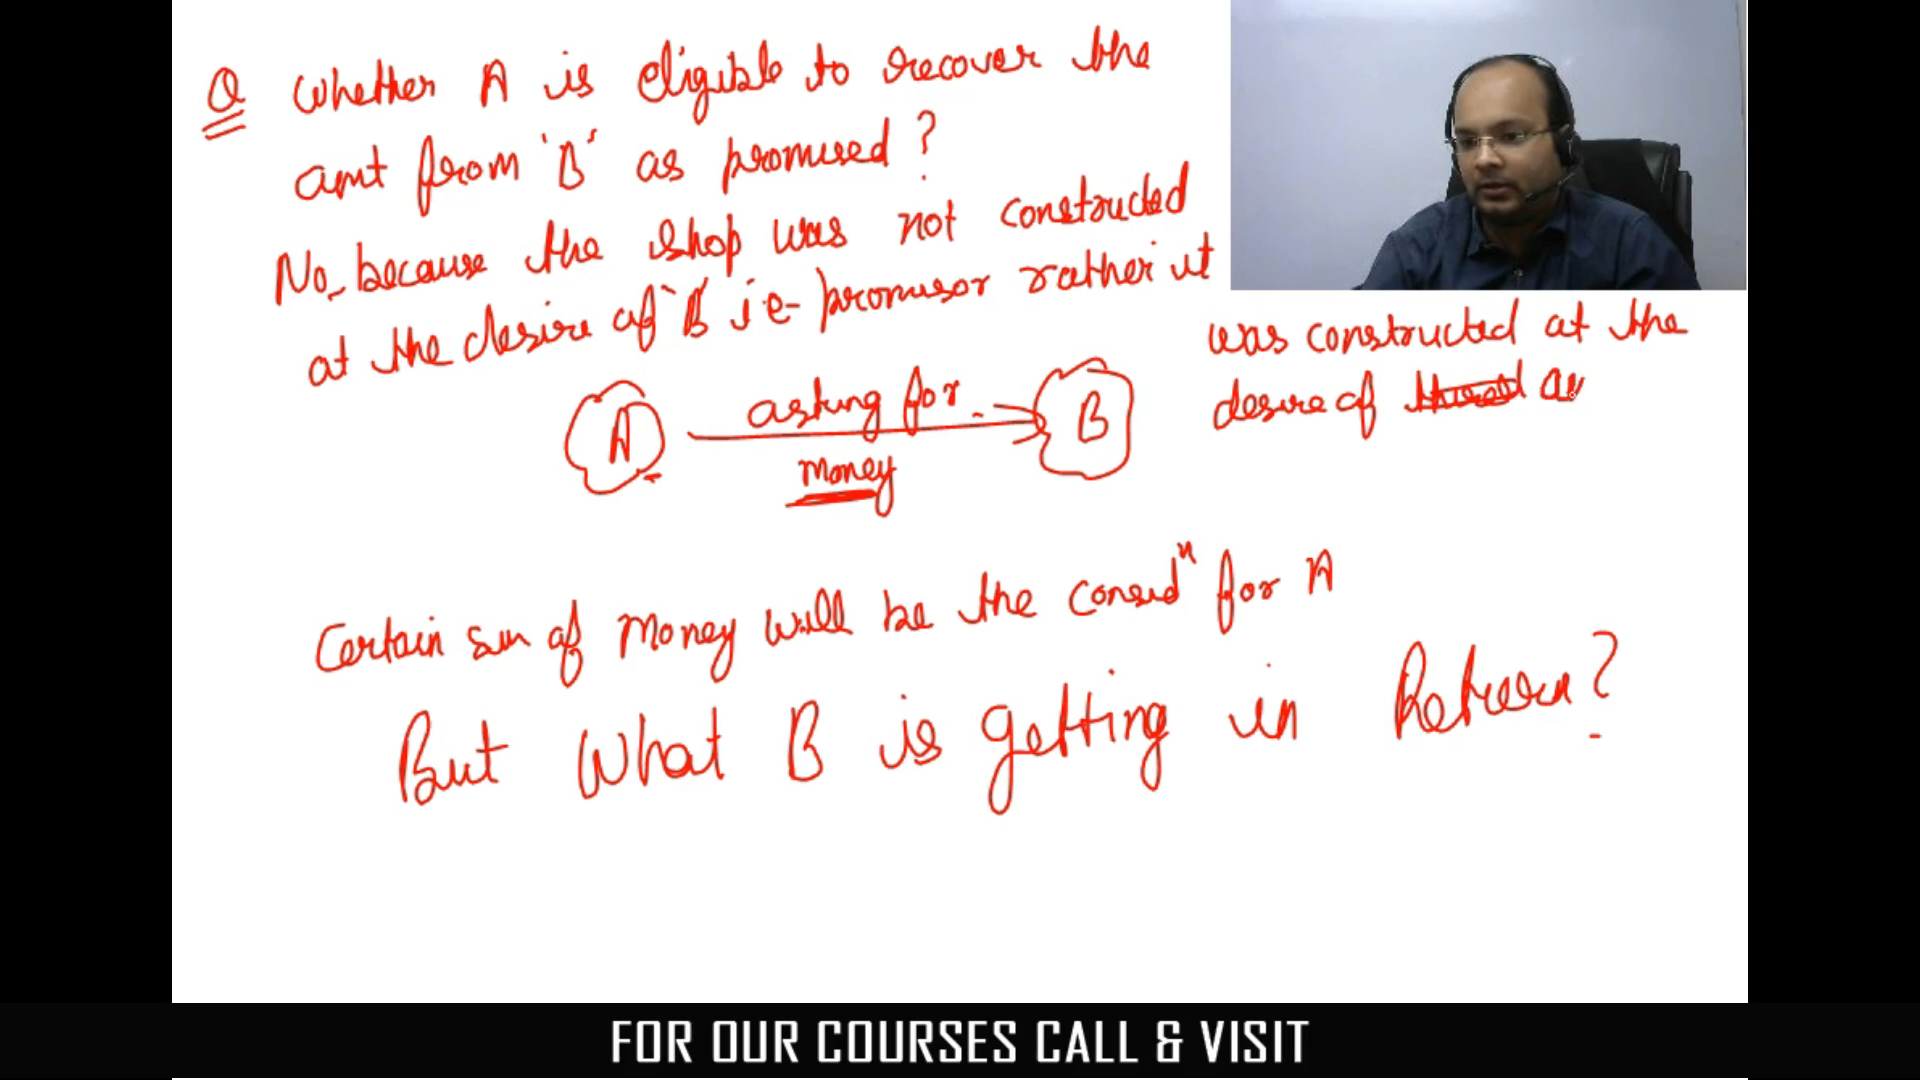 Q Whether A is eligible to recover the
amt from 'B' as promised?
No, because the shop was not constructed
at the desire of 'B' i.e- promisor rather it
was constructed at the
desire of third a
A asking for money B
Certain sum of Money will be the considⁿ for A
But What B is getting in Return?
FOR OUR COURSES CALL & VISIT